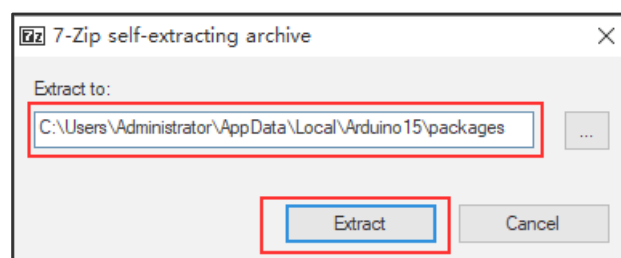 7z 7-Zip self-extracting archive
Extract to:
C:\Users\Administrator\AppData\Local\Arduino15\packages
...
Extract
Cancel